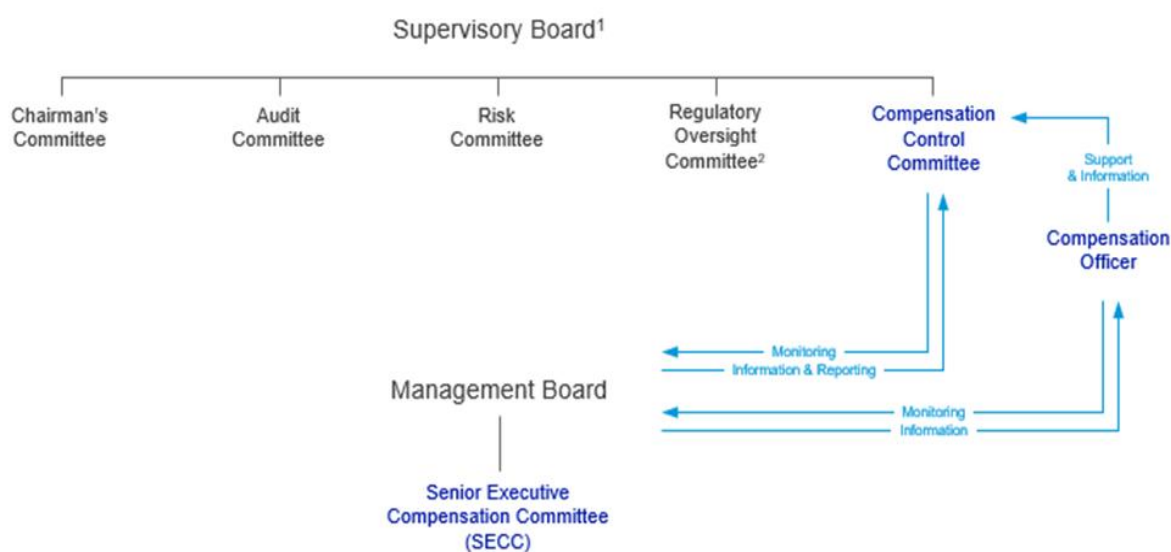 Supervisory Board¹
Chairman's
Committee
Audit
Committee
Risk
Committee
Regulatory
Oversight
Committee²
Compensation
Control
Committee
Support
& Information
Compensation
Officer
Monitoring
Information & Reporting
Management Board
Monitoring
Information
Senior Executive
Compensation Committee
(SECC)